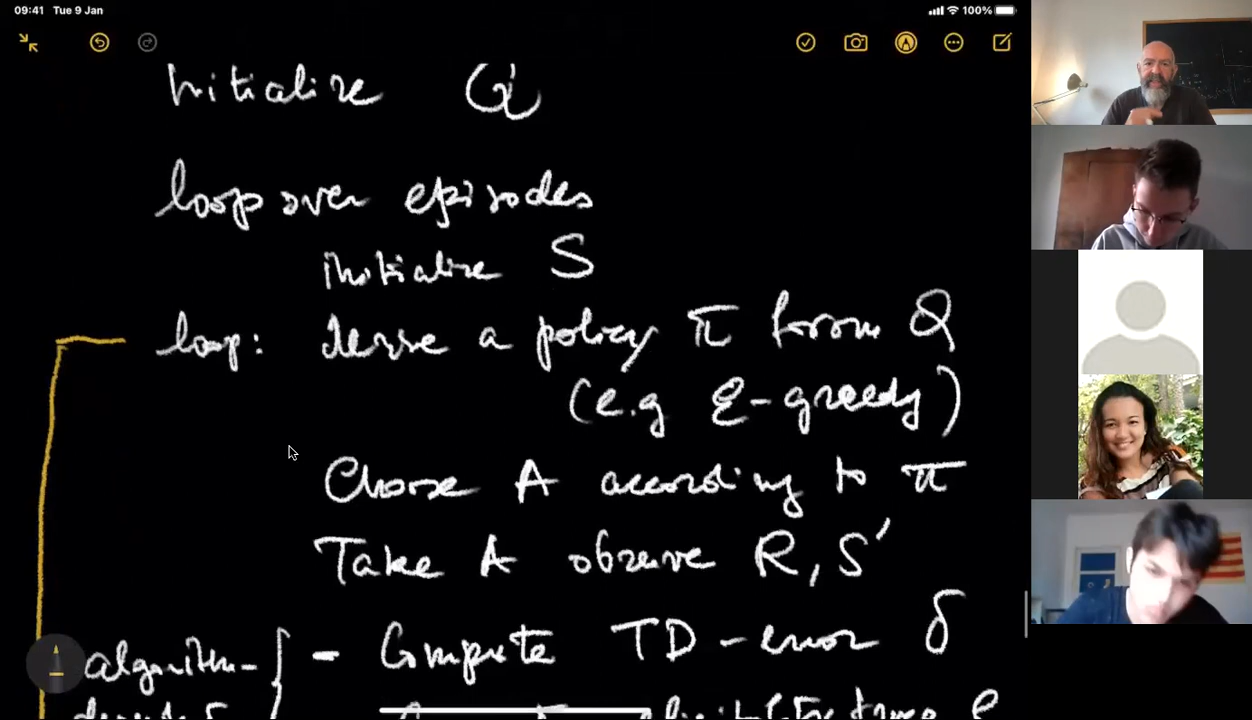 09:41 Tue 9 Jan 100%
Initialize Q
loop over episodes
initialize S
loop: derive a policy π from Q
(e.g ε-greedy)
Choose A according to π
Take A observe R, S'
algorithm- - Compute TD-error δ
e